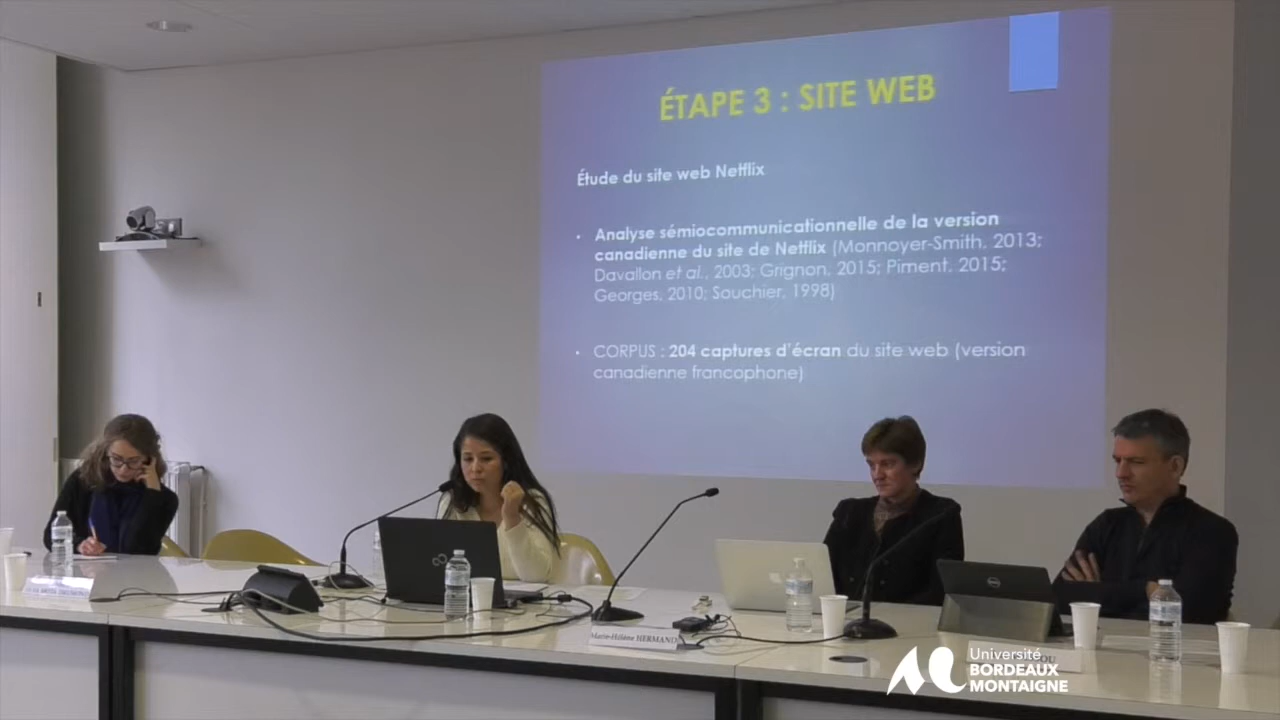 ÉTAPE 3 : SITE WEB
Étude du site web Netflix
• Analyse sémiocommunicationnelle de la version
canadienne du site de Netflix (Monnoyer-Smith, 2013;
Davallon et al., 2003; Grignon, 2015; Piment, 2015;
Georges, 2010; Souchier, 1998)
• CORPUS : 204 captures d'écran du site web (version
canadienne francophone)
Marie-Hélène HERMAND
DELL
Université
BORDEAUX
MONTAIGNE